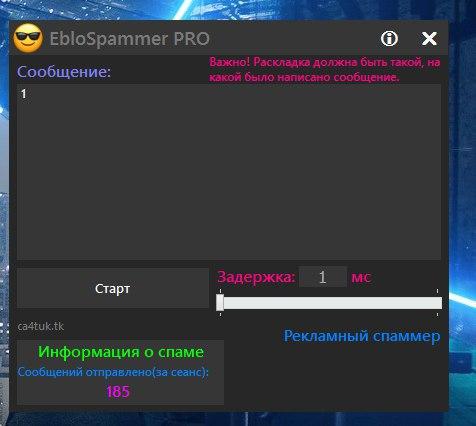 EbloSpammer PRO
Сообщение:
Важно! Раскладка должна быть такой, на
какой было написано сообщение.
1
Старт
Задержка: 1 мс
ca4tuk.tk
Рекламный спаммер
Информация о спаме
Сообщений отправлено(за сеанс):
185